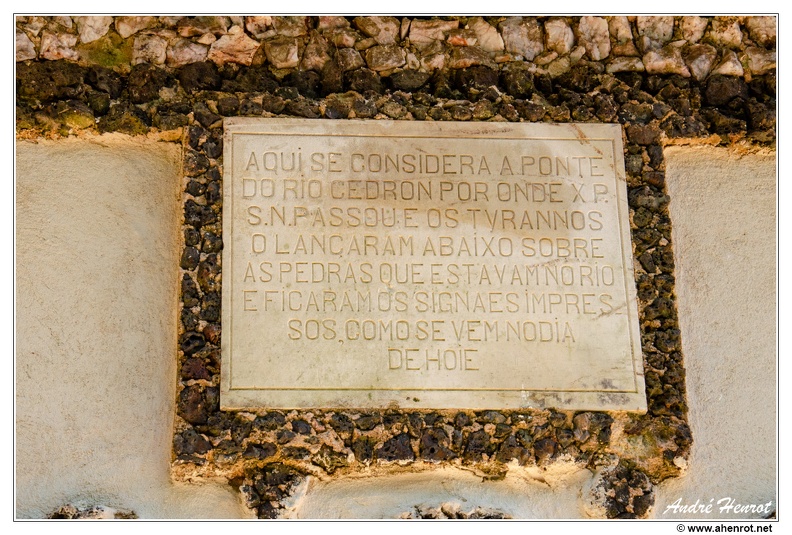 AQUI SE CONSIDERA A PONTE
DO RIO CEDRON POR ONDE X.P.
S.N. PASSOU E OS TYRANNOS
O LANCARAM ABAIXO SOBRE
AS PEDRAS QUE ESTAVAM NO RIO
E FICARAM OS SIGNAES IMPRES
SOS, COMO SE VEM NO DIA
DE HOIE
André Henrot
© www.ahenrot.net